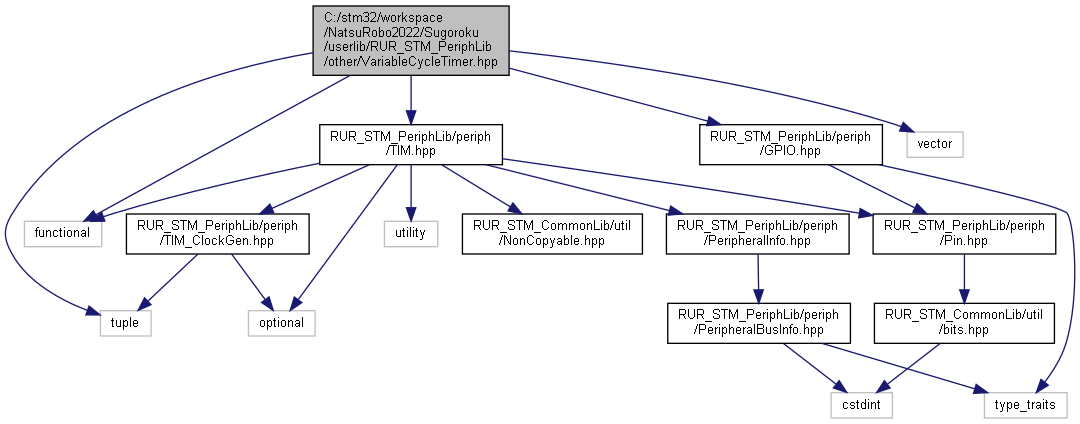 C:/stm32/workspace
/NatsuRobo2022/Sugoroku
/userlib/RUR_STM_PeriphLib
/other/VariableCycleTimer.hpp
RUR_STM_PeriphLib/periph
/TIM.hpp
RUR_STM_PeriphLib/periph
/GPIO.hpp
vector
functional
RUR_STM_PeriphLib/periph
/TIM_ClockGen.hpp
utility
RUR_STM_CommonLib/util
/NonCopyable.hpp
RUR_STM_PeriphLib/periph
/PeripheralInfo.hpp
RUR_STM_PeriphLib/periph
/Pin.hpp
tuple
optional
RUR_STM_PeriphLib/periph
/PeripheralBusInfo.hpp
RUR_STM_CommonLib/util
/bits.hpp
cstdint
type_traits